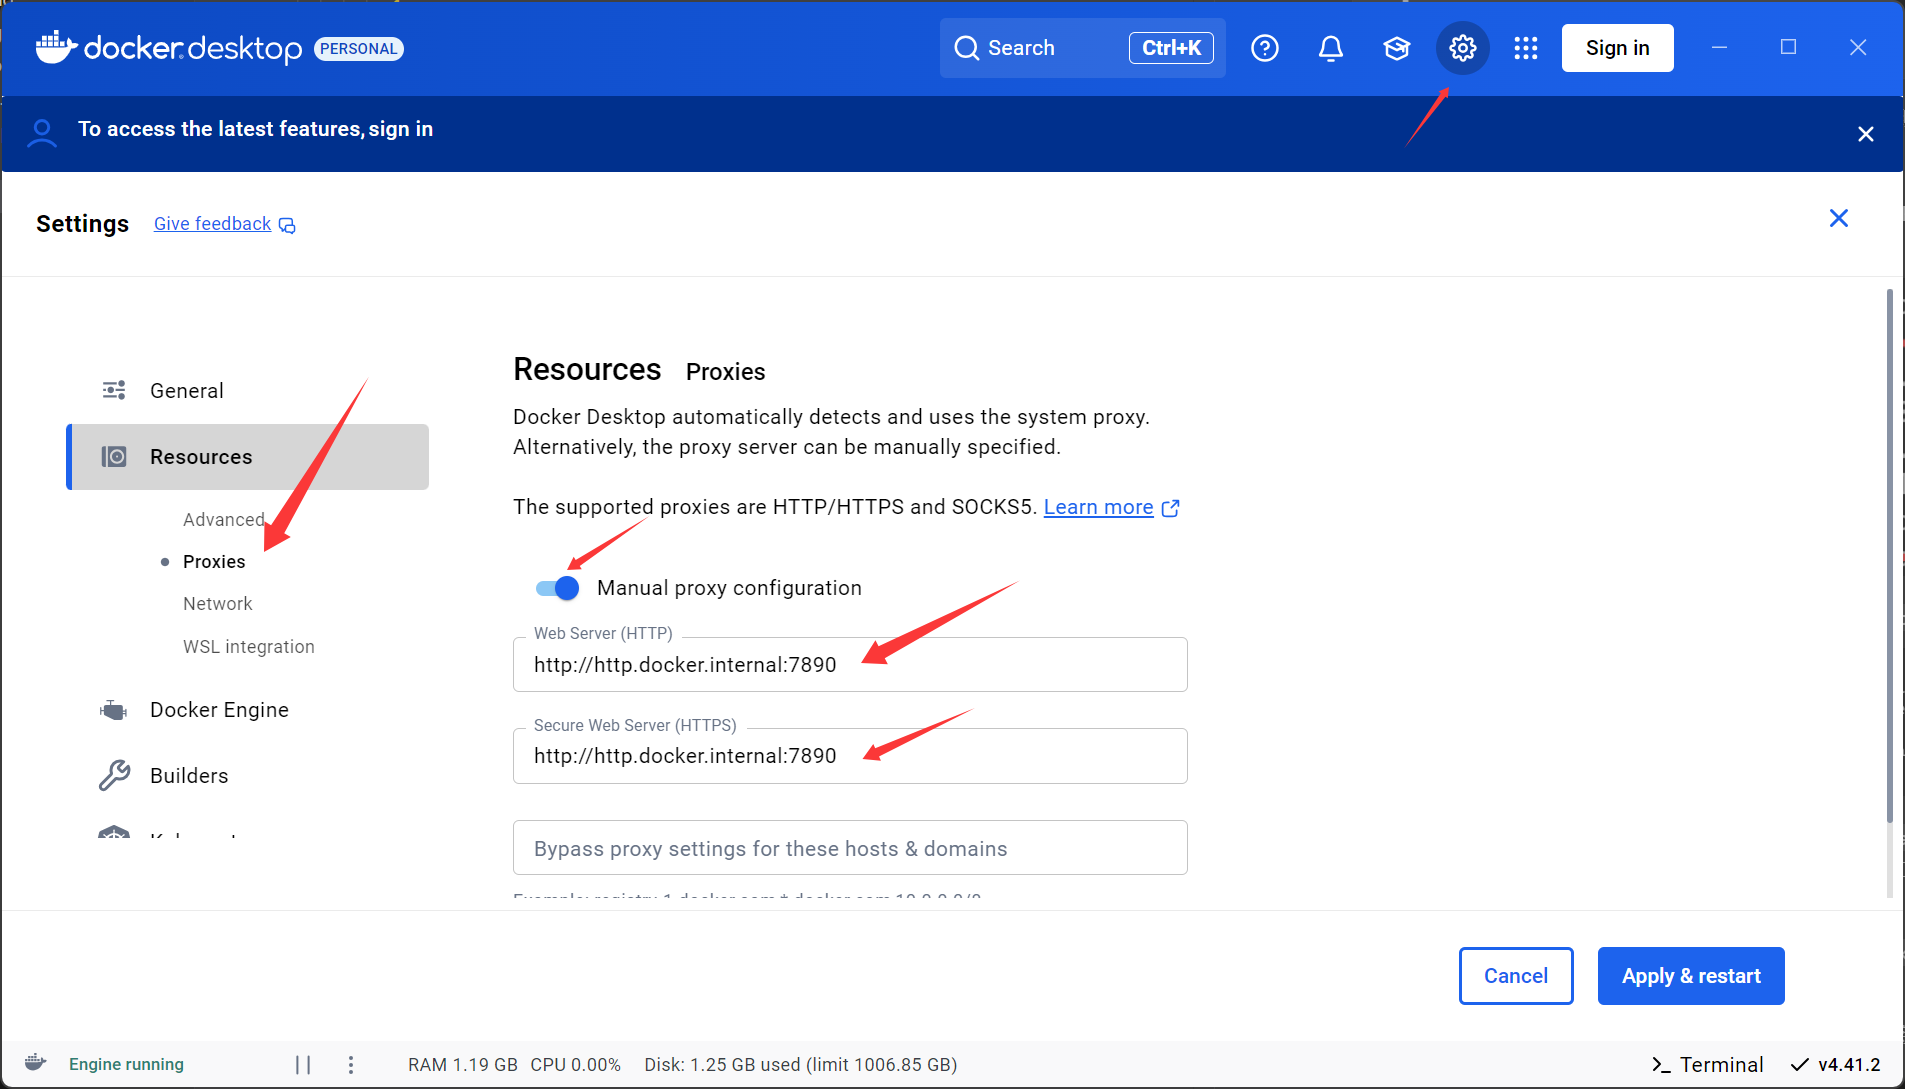 docker desktop PERSONAL
Search Ctrl+K
Sign in
To access the latest features, sign in
Settings Give feedback
General
Resources
Advanced
Proxies
Network
WSL integration
Docker Engine
Builders
Resources Proxies
Docker Desktop automatically detects and uses the system proxy.
Alternatively, the proxy server can be manually specified.
The supported proxies are HTTP/HTTPS and SOCKS5. Learn more
Manual proxy configuration
Web Server (HTTP)
http://http.docker.internal:7890
Secure Web Server (HTTPS)
http://http.docker.internal:7890
Bypass proxy settings for these hosts & domains
Cancel Apply & restart
Engine running RAM 1.19 GB CPU 0.00% Disk: 1.25 GB used (limit 1006.85 GB) Terminal v4.41.2